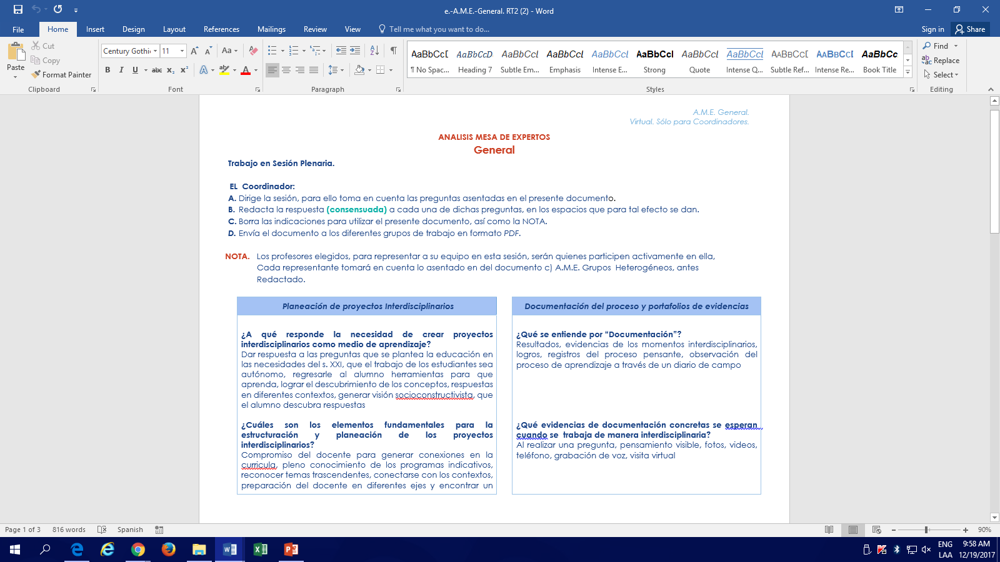 e.-A.M.E.-General. RT2 (2) - Word
File Home Insert Design Layout References Mailings Review View Tell me what you want to do... Sign in Share
Paste
Cut
Copy
Format Painter
Clipboard
Century Gothi 11
Font
Paragraph
AaBbCcD AaBbCcD AaBbCcL AaBbCcL AaBbCcL AaBbCcl AaBbCcL AaBbCcL AABBCCD AABBCCD AaBbCc
¶ No Spac... Heading 7 Subtle Em... Emphasis Intense E... Strong Quote Intense Q... Subtle Ref... Intense Re... Book Title
Styles
Find
Replace
Select
Editing
A.M.E. General.
Virtual. Sólo para Coordinadores.
ANALISIS MESA DE EXPERTOS
General
Trabajo en Sesión Plenaria.
EL Coordinador:
A. Dirige la sesión, para ello toma en cuenta las preguntas asentadas en el presente documento.
B. Redacta la respuesta (consensuada) a cada una de dichas preguntas, en los espacios que para tal efecto se dan.
C. Borra las indicaciones para utilizar el presente documento, así como la NOTA.
D. Envía el documento a los diferentes grupos de trabajo en formato PDF.
NOTA. Los profesores elegidos, para representar a su equipo en esta sesión, serán quienes participen activamente en ella,
Cada representante tomará en cuenta lo asentado en del documento c) A.M.E. Grupos Heterogéneos, antes
Redactado.
Planeación de proyectos Interdisciplinarios
¿A qué responde la necesidad de crear proyectos
interdisciplinarios como medio de aprendizaje?
Dar respuesta a las preguntas que se plantea la educación en
las necesidades del s. XXI, que el trabajo de los estudiantes sea
autónomo, regresarle al alumno herramientas para que
aprenda, lograr el descubrimiento de los conceptos, respuestas
en diferentes contextos, generar visión socioconstructivista, que
el alumno descubra respuestas
¿Cuáles son los elementos fundamentales para la
estructuración y planeación de los proyectos
interdisciplinarios?
Compromiso del docente para generar conexiones en la
curricula, pleno conocimiento de los programas indicativos,
reconocer temas trascendentes, conectarse con los contextos,
preparación del docente en diferentes ejes y encontrar un
Documentación del proceso y portafolios de evidencias
¿Qué se entiende por “Documentación”?
Resultados, evidencias de los momentos interdisciplinarios,
logros, registros del proceso pensante, observación del
proceso de aprendizaje a través de un diario de campo
¿Qué evidencias de documentación concretas se esperan
cuando se trabaja de manera interdisciplinaria?
Al realizar una pregunta, pensamiento visible, fotos, videos,
teléfono, grabación de voz, visita virtual
Page 1 of 3 816 words Spanish 90%
ENG 9:58 AM
LAA 12/19/2017